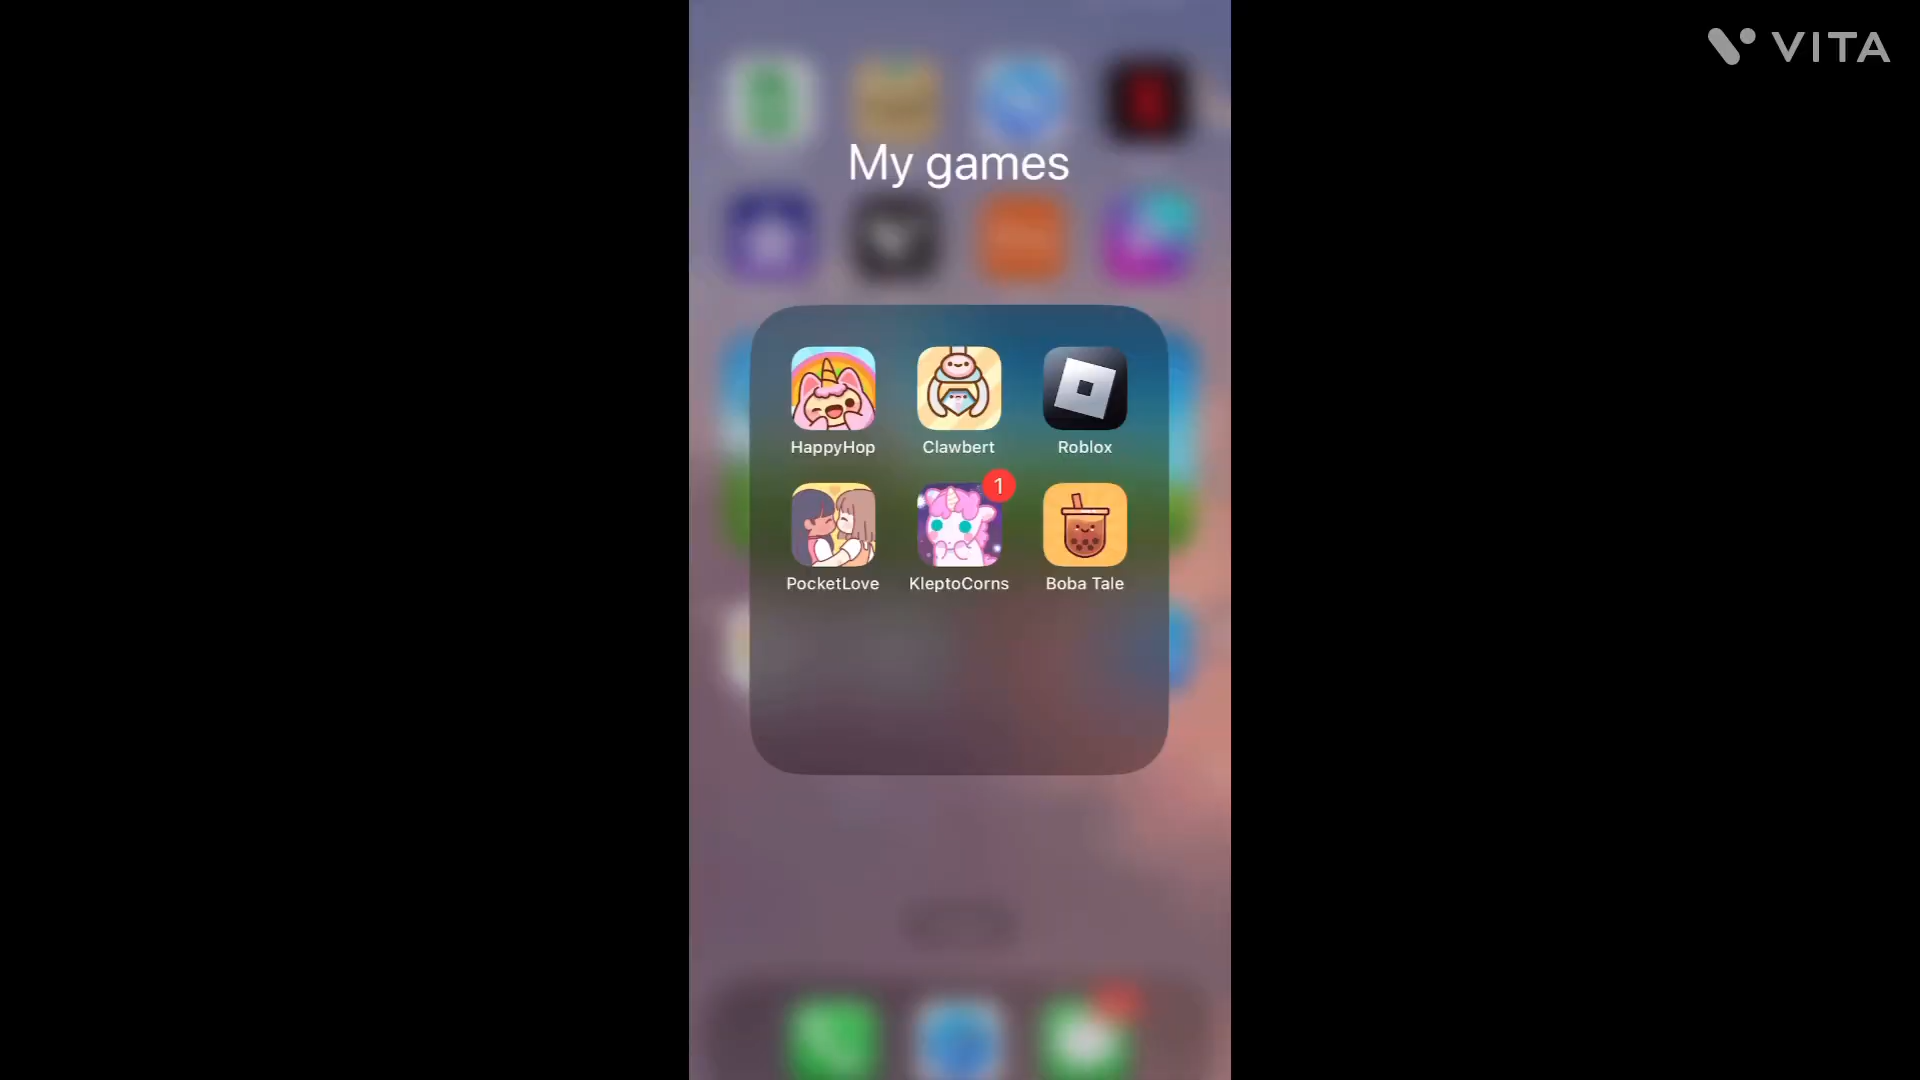 VITA
My games
HappyHop
Clawbert
Roblox
1
PocketLove
KleptoCorns
Boba Tale